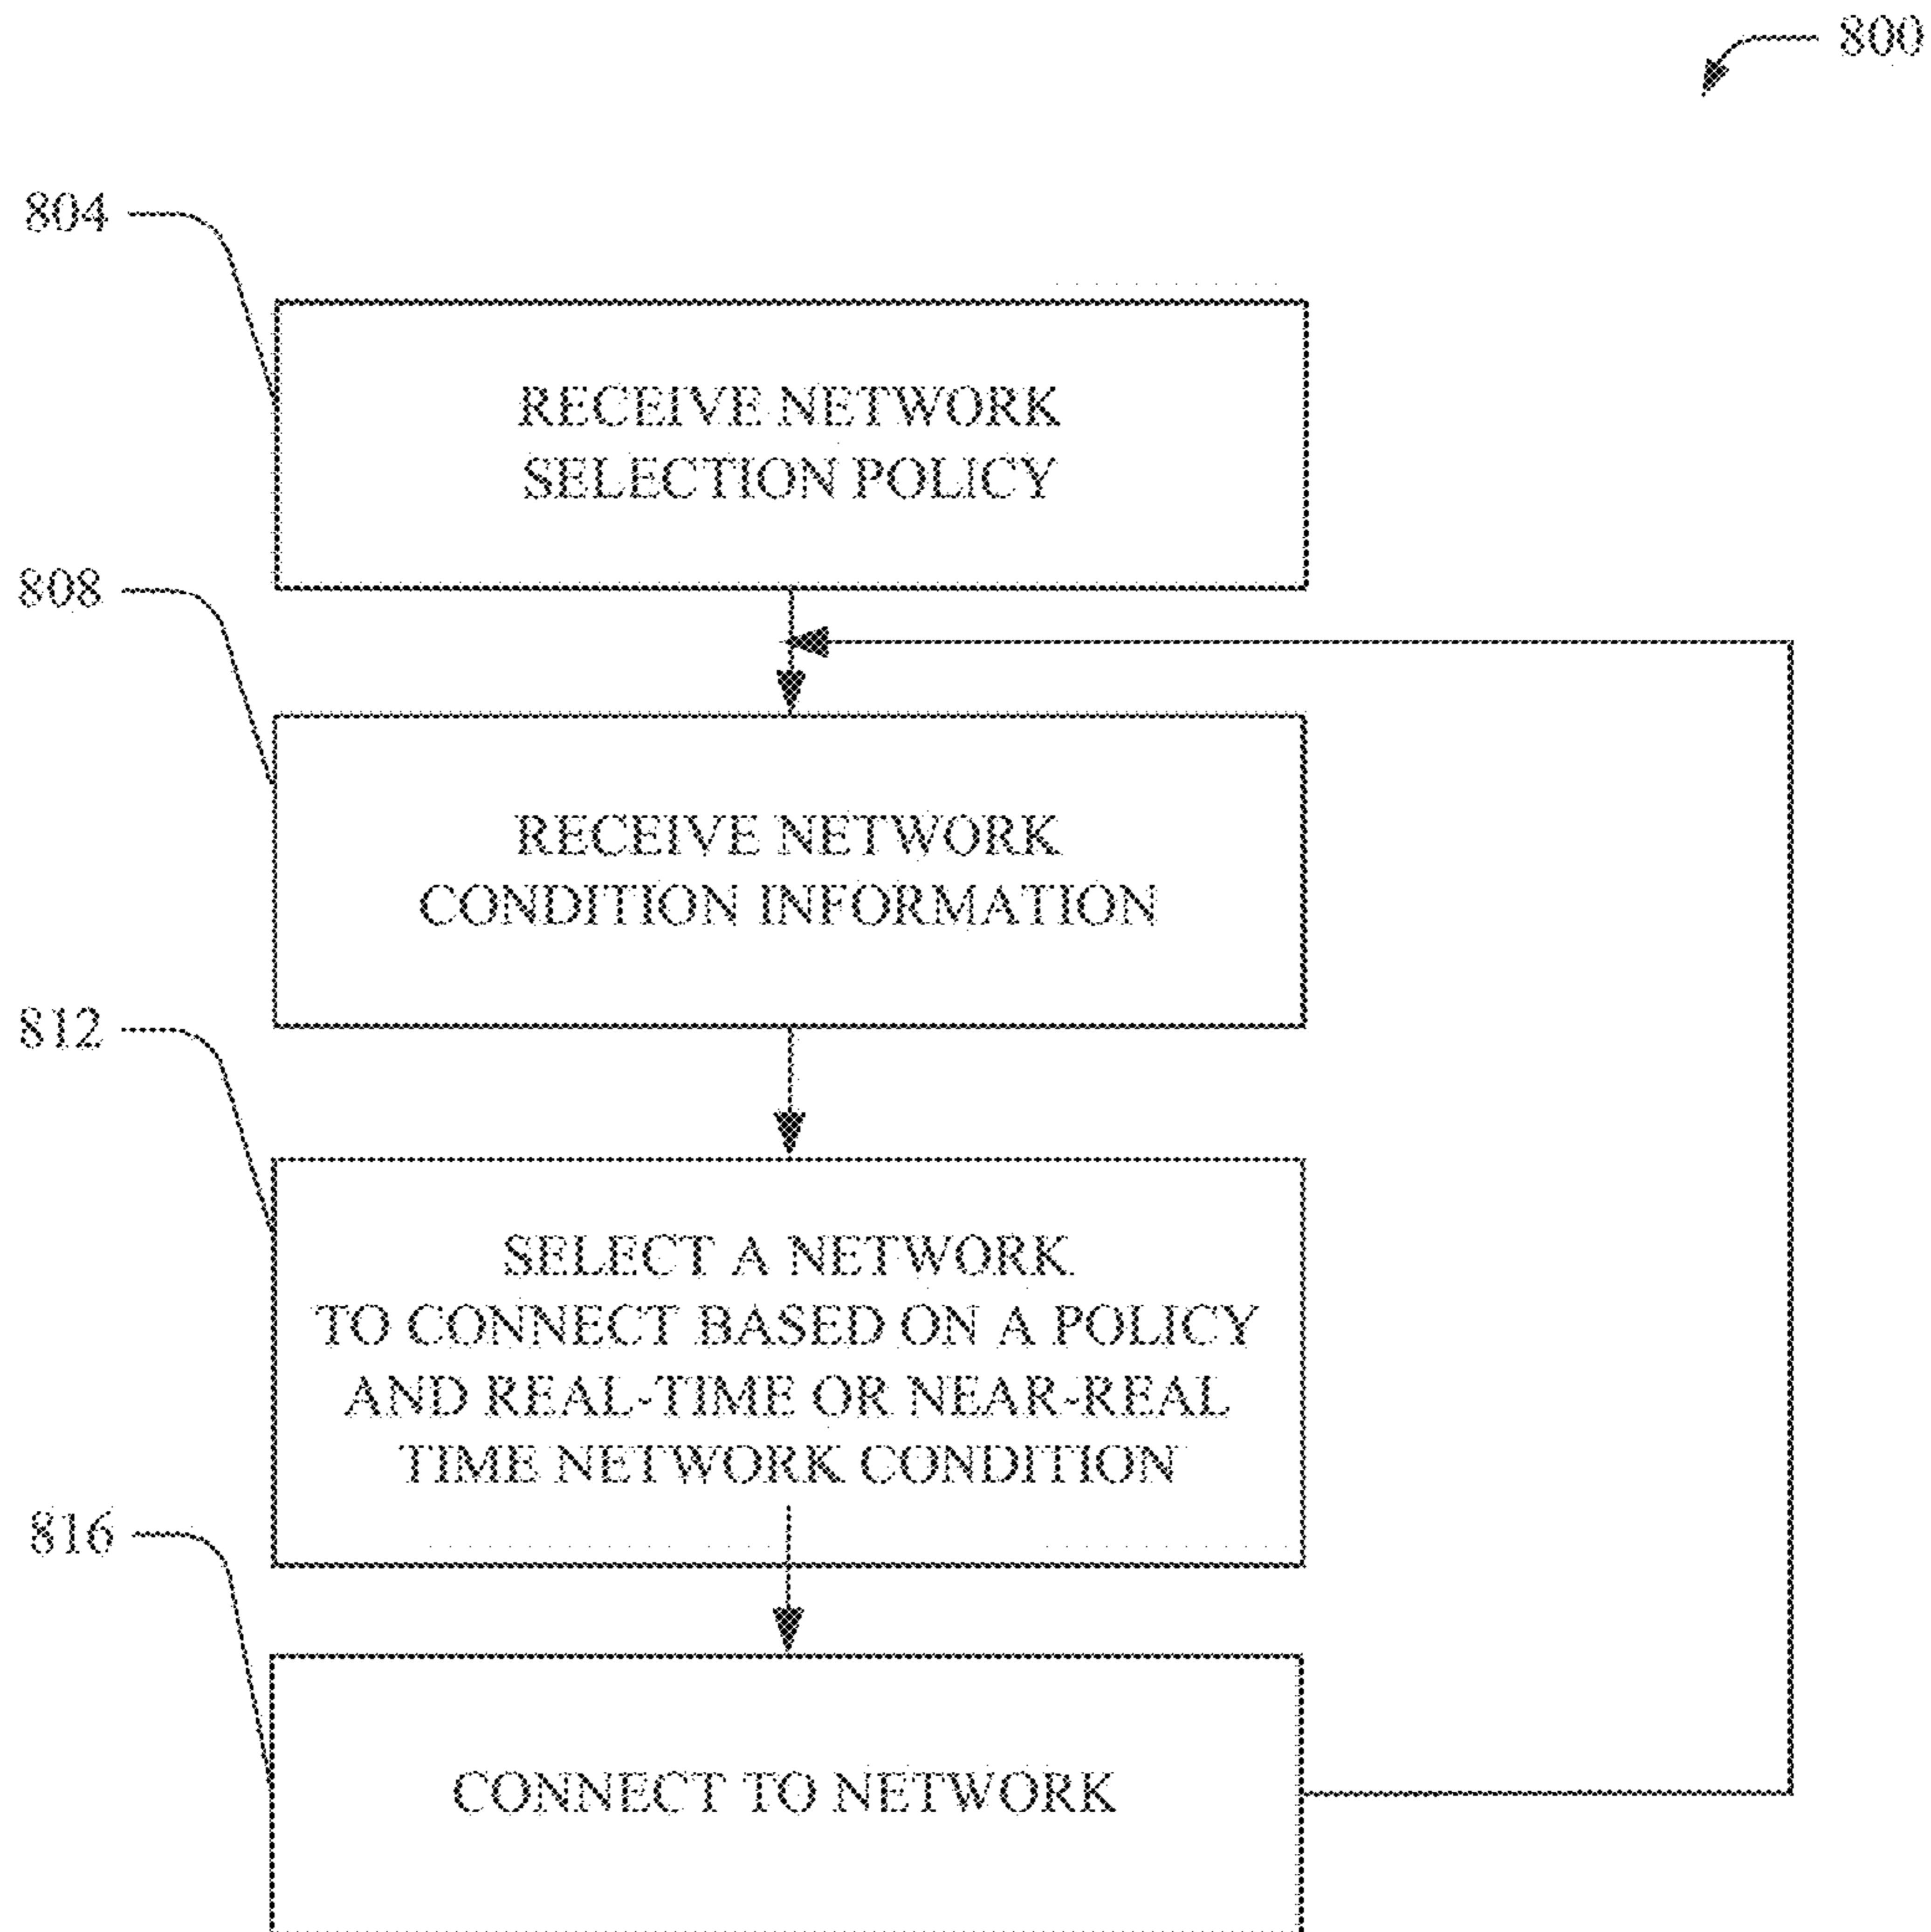 800
804
RECEIVE NETWORK
SELECTION POLICY
808
RECEIVE NETWORK
CONDITION INFORMATION
812
SELECT A NETWORK
TO CONNECT BASED ON A POLICY
AND REAL-TIME OR NEAR-REAL
TIME NETWORK CONDITION
816
CONNECT TO NETWORK